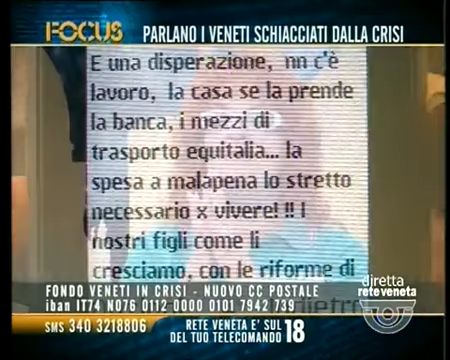 FOCUS PARLANO I VENETI SCHIACCIATI DALLA CRISI
E una disperazione, nn c'è
lavoro, la casa se la prende
la banca, i mezzi di
trasporto equitalia... la
spesa a malapena lo stretto
necessario x vivere! !! I
nostri figli come li
cresciamo, con le riforme di
dietro
FONDO VENETI IN CRISI - NUOVO CC POSTALE
iban IT74 N076 0112 0000 0101 7942 739
diretta
reteveneta
SMS 340 3218806
RETE VENETA E' SUL
DEL TUO TELECOMANDO 18